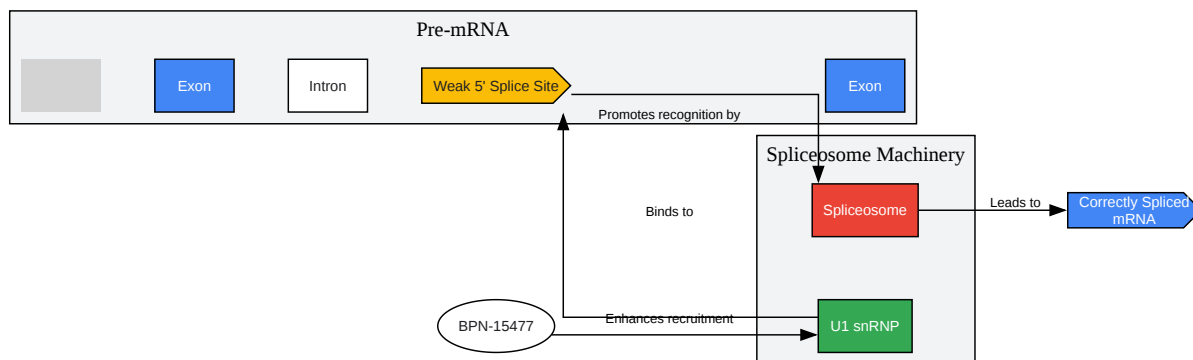 Pre-mRNA
Exon
Intron
Weak 5' Splice Site
Exon
Promotes recognition by
Spliceosome Machinery
Spliceosome
Leads to
Correctly Spliced
mRNA
Binds to
BPN-15477
Enhances recruitment
U1 snRNP